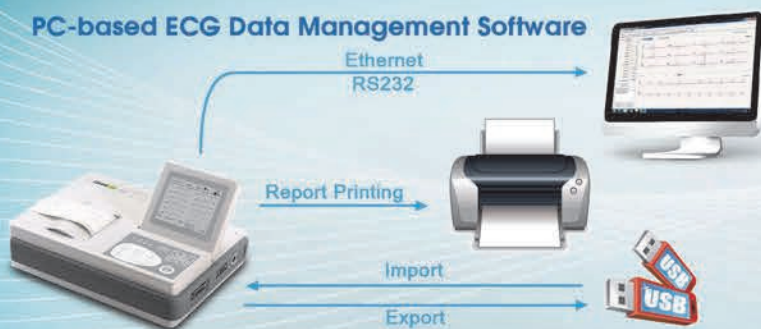 PC-based ECG Data Management Software
Ethernet
RS232
Report Printing
Import
Export
USB
USB